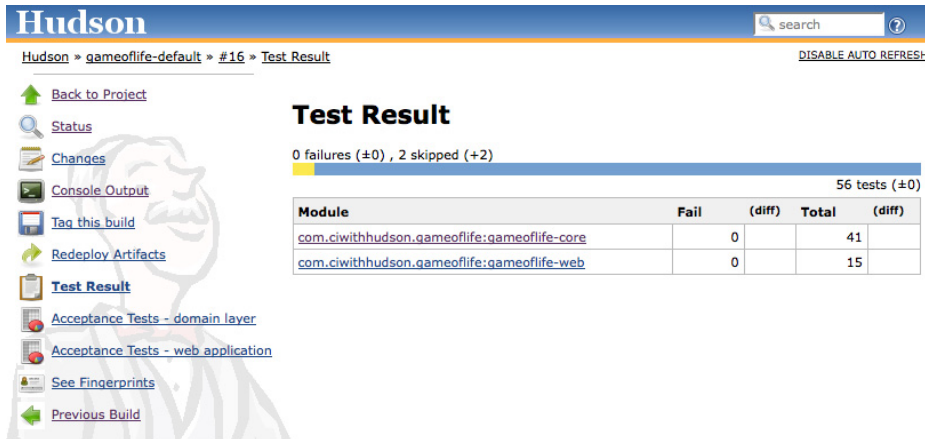 Hudson
search
Hudson » gameoflife-default » #16 » Test Result
DISABLE AUTO REFRESH
Back to Project
Status
Changes
Console Output
Tag this build
Redeploy Artifacts
Test Result
Acceptance Tests - domain layer
Acceptance Tests - web application
See Fingerprints
Previous Build
Test Result
0 failures (±0) , 2 skipped (+2)
56 tests (±0)
Module Fail (diff) Total (diff)
com.ciwithhudson.gameoflife:gameoflife-core 0 41
com.ciwithhudson.gameoflife:gameoflife-web 0 15